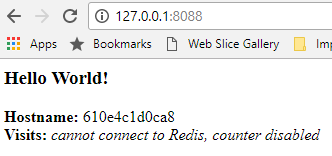 127.0.0.1:8088
Apps Bookmarks Web Slice Gallery
Hello World!
Hostname: 610e4c1d0ca8
Visits: cannot connect to Redis, counter disabled